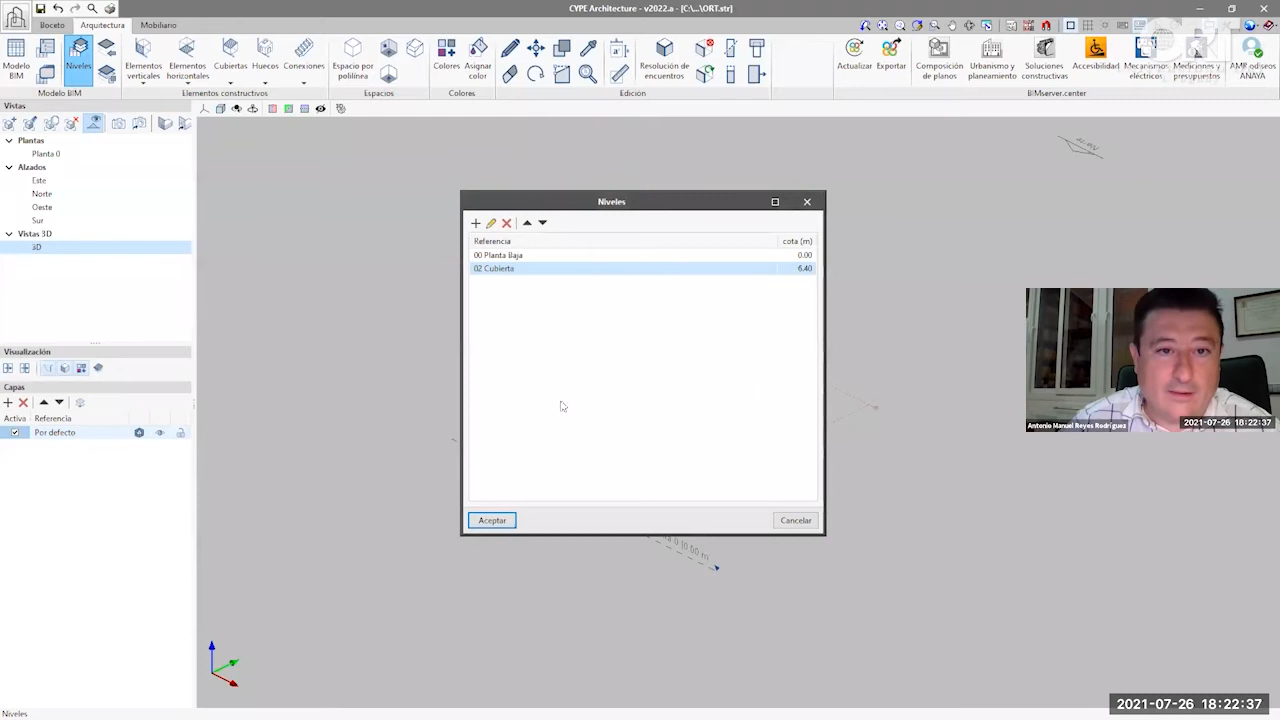 CYPE Architecture - v2022.a - [C:\...\ORT.str]
Boceto Arquitectura Mobiliario
Modelo BIM
Niveles
Elementos verticales
Elementos horizontales
Cubiertas
Huecos
Conexiones
Espacio por polilínea
Colores
Asignar color
Resolución de encuentros
Actualizar
Exportar
Composición de planos
Urbanismo y planeamiento
Soluciones constructivas
Accesibilidad
Mecanismos eléctricos
Mediciones y presupuestos
AMR odeseos ANAYA
Modelo BIM
Elementos constructivos
Espacios
Colores
Edición
BIMserver.center
Vistas
Plantas
Planta 0
Alzados
Este
Norte
Oeste
Sur
Vistas 3D
3D
Visualización
Capas
Activa Referencia
Por defecto
Niveles
Referencia cota (m)
00 Planta Baja 0.00
02 Cubierta 6.40
Aceptar Cancelar
Antonio Manuel Reyes Rodríguez
2021-07-26 18:22:37
2021-07-26 18:22:37
Niveles